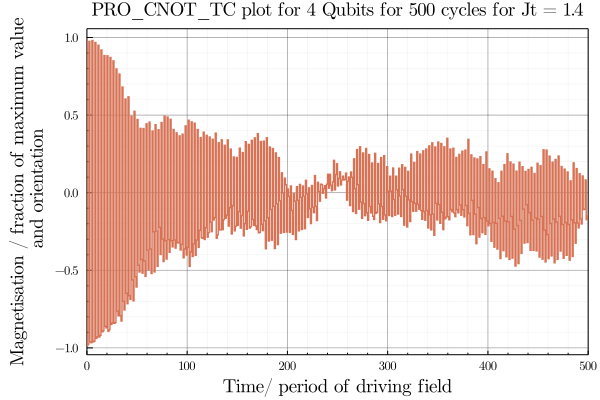 PRO_CNOT_TC plot for 4 Qubits for 500 cycles for Jt = 1.4
Magnetisation / fraction of maximum value
and orientation
1.0
0.5
0.0
−0.5
−1.0
0 100 200 300 400 500
Time/ period of driving field